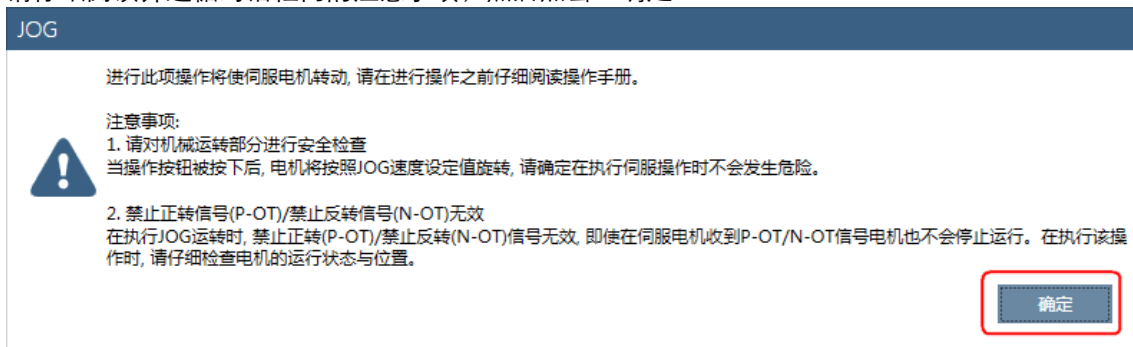 JOG
进行此项操作将使伺服电机转动, 请在进行操作之前仔细阅读操作手册。
注意事项:
1. 请对机械运转部分进行安全检查
当操作按钮被按下后, 电机将按照JOG速度设定值旋转, 请确定在执行伺服操作时不会发生危险。
2. 禁止正转信号(P-OT)/禁止反转信号(N-OT)无效
在执行JOG运转时, 禁止正转(P-OT)/禁止反转(N-OT)信号无效, 即使在伺服电机收到P-OT/N-OT信号电机也不会停止运行。在执行该操
作时, 请仔细检查电机的运行状态与位置。
确定